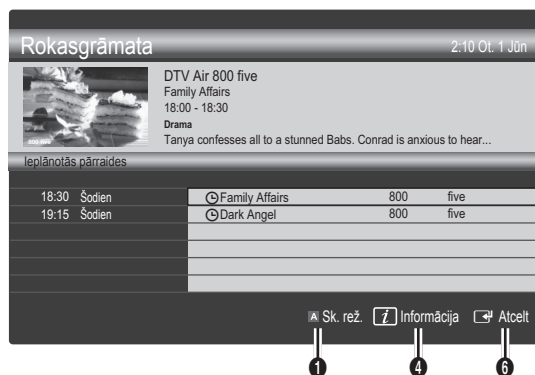 Rokasgrāmata 2:10 Ot. 1 Jūn
DTV Air 800 five
Family Affairs
18:00 - 18:30
Drama
Tanya confesses all to a stunned Babs. Conrad is anxious to hear...
800 five
Ieplānotās pārraides
18:30 Šodien Family Affairs 800 five
19:15 Šodien Dark Angel 800 five
A Sk. rež. i Informācija Atcelt
1 4 6